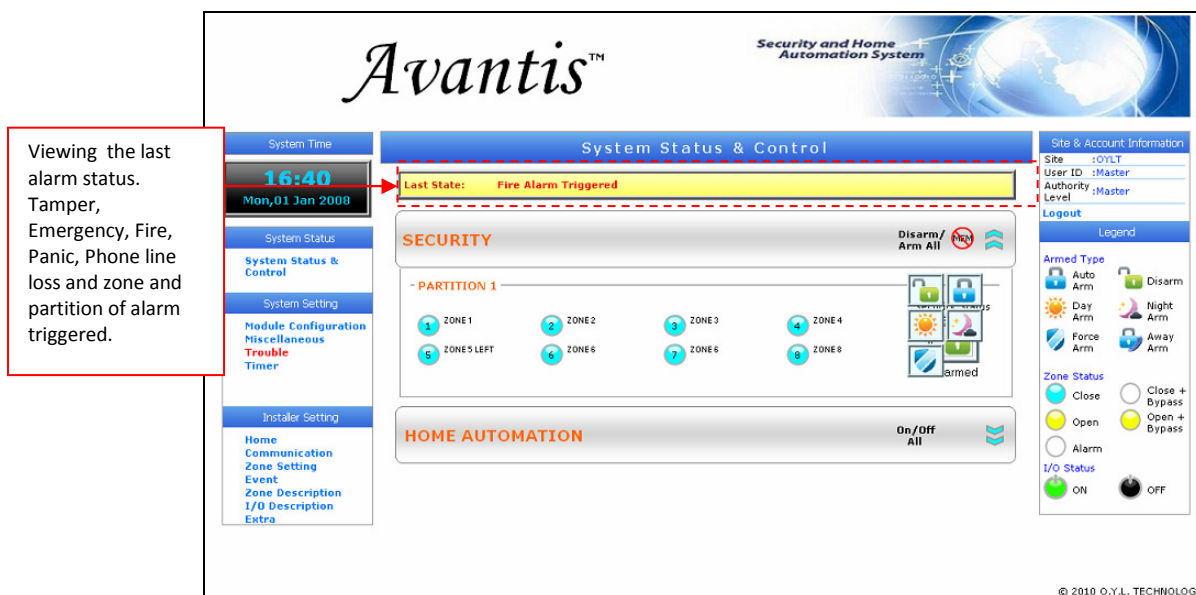 Avantis™
Security and Home
Automation System
Viewing the last
alarm status.
Tamper,
Emergency, Fire,
Panic, Phone line
loss and zone and
partition of alarm
triggered.
System Time
16:40
Mon,01 Jan 2008
System Status
System Status &
Control
System Setting
Module Configuration
Miscellaneous
Trouble
Timer
Installer Setting
Home
Communication
Zone Setting
Event
Zone Description
I/O Description
Extra
System Status & Control
Last State: Fire Alarm Triggered
SECURITY
Disarm/
Arm All
MEM
PARTITION 1
1 ZONE 1
2 ZONE 2
3 ZONE 3
4 ZONE 4
5 ZONE 5 LEFT
6 ZONE 6
7 ZONE 6
8 ZONE 8
armed
HOME AUTOMATION
On/Off
All
Site & Account Information
Site :OYLT
User ID :Master
Authority
Level :Master
Logout
Legend
Armed Type
Auto
Arm
Disarm
Day
Arm
Night
Arm
Force
Arm
Away
Arm
Zone Status
Close
Close +
Bypass
Open
Open +
Bypass
Alarm
I/O Status
ON
OFF
© 2010 O.Y.L. TECHNOLOG